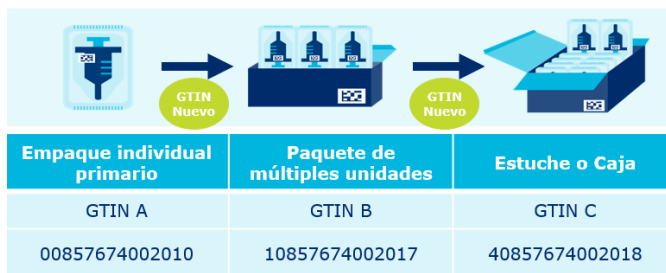 GTIN
Nuevo
GTIN
Nuevo
Empaque individual
primario
Paquete de
múltiples unidades
Estuche o Caja
GTIN A
GTIN B
GTIN C
00857674002010
10857674002017
40857674002018